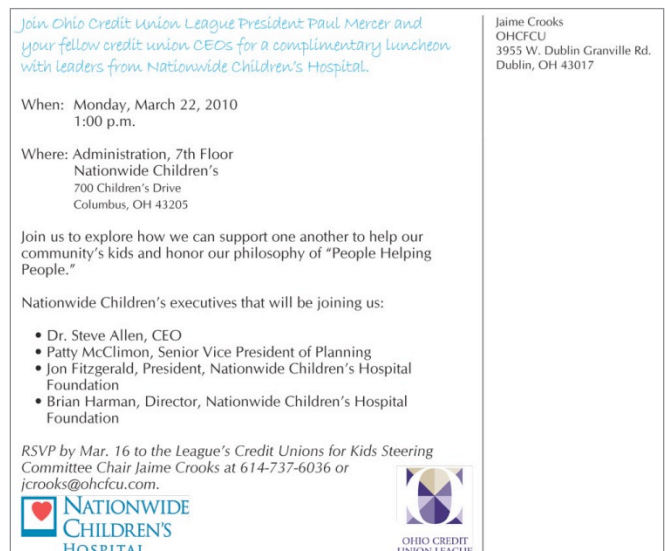 Join Ohio Credit Union League President Paul Mercer and
your fellow credit union CEOs for a complimentary luncheon
with leaders from Nationwide Children's Hospital.
When: Monday, March 22, 2010
1:00 p.m.
Where: Administration, 7th Floor
Nationwide Children's
700 Children's Drive
Columbus, OH 43205
Join us to explore how we can support one another to help our
community's kids and honor our philosophy of “People Helping
People.”
Nationwide Children's executives that will be joining us:
• Dr. Steve Allen, CEO
• Patty McClimon, Senior Vice President of Planning
• Jon Fitzgerald, President, Nationwide Children's Hospital
Foundation
• Brian Harman, Director, Nationwide Children's Hospital
Foundation
RSVP by Mar. 16 to the League's Credit Unions for Kids Steering
Committee Chair Jaime Crooks at 614-737-6036 or
jcrooks@ohcfcu.com.
NATIONWIDE
CHILDREN'S
HOSPITAL
OHIO CREDIT
UNION LEAGUE
Jaime Crooks
OHCFCU
3955 W. Dublin Granville Rd.
Dublin, OH 43017